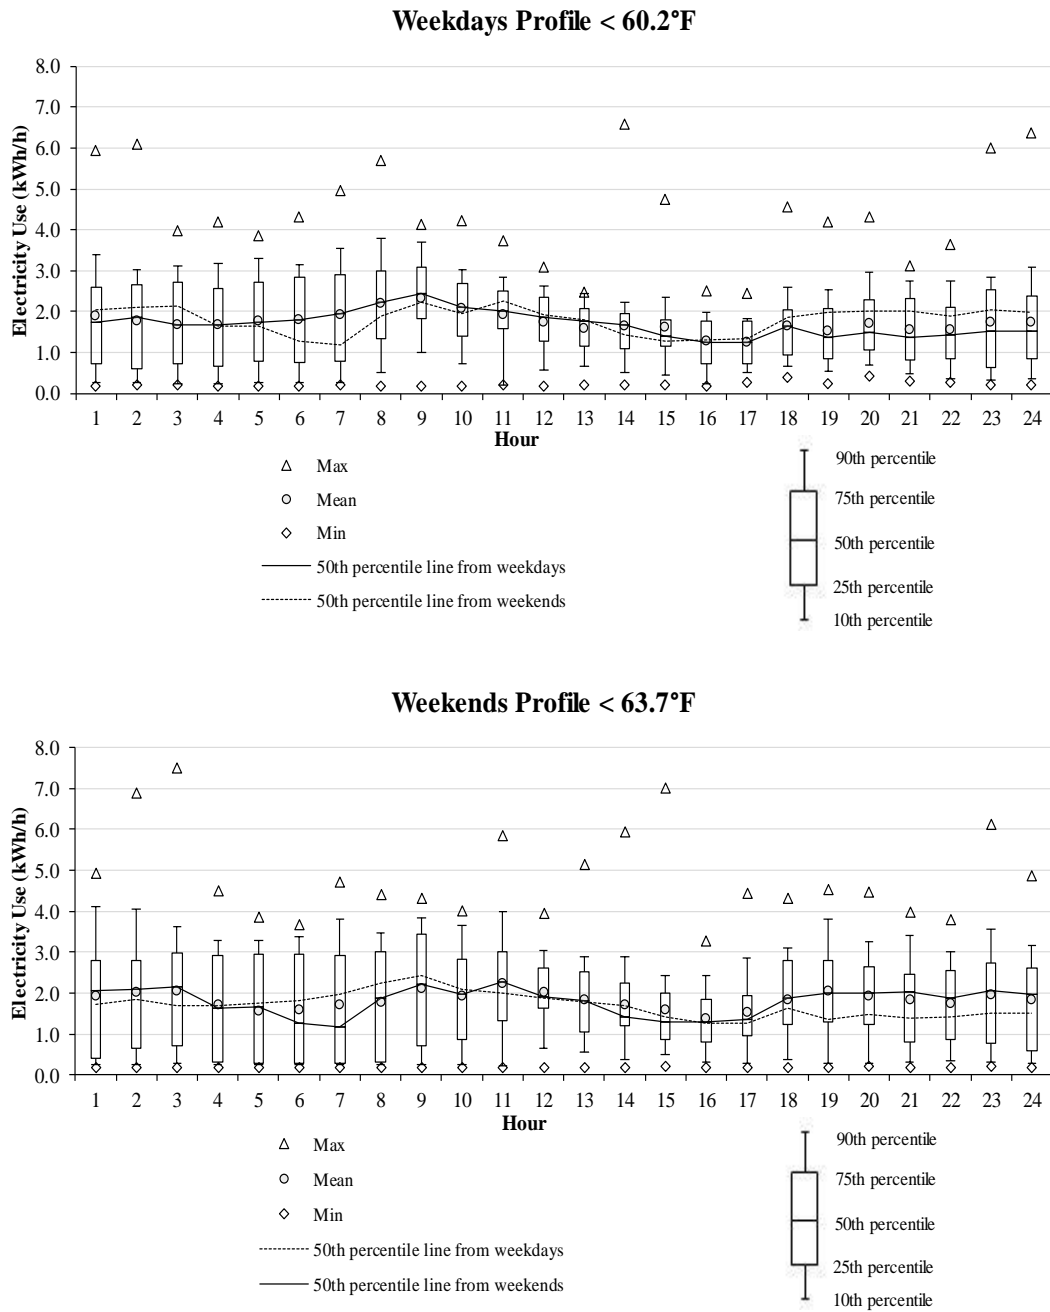 Weekdays Profile < 60.2°F
Electricity Use (kWh/h)
8.0
7.0
6.0
5.0
4.0
3.0
2.0
1.0
0.0
1 2 3 4 5 6 7 8 9 10 11 12 13 14 15 16 17 18 19 20 21 22 23 24
Hour
Max
Mean
Min
50th percentile line from weekdays
50th percentile line from weekends
90th percentile
75th percentile
50th percentile
25th percentile
10th percentile
Weekends Profile < 63.7°F
Electricity Use (kWh/h)
8.0
7.0
6.0
5.0
4.0
3.0
2.0
1.0
0.0
1 2 3 4 5 6 7 8 9 10 11 12 13 14 15 16 17 18 19 20 21 22 23 24
Hour
Max
Mean
Min
50th percentile line from weekdays
50th percentile line from weekends
90th percentile
75th percentile
50th percentile
25th percentile
10th percentile